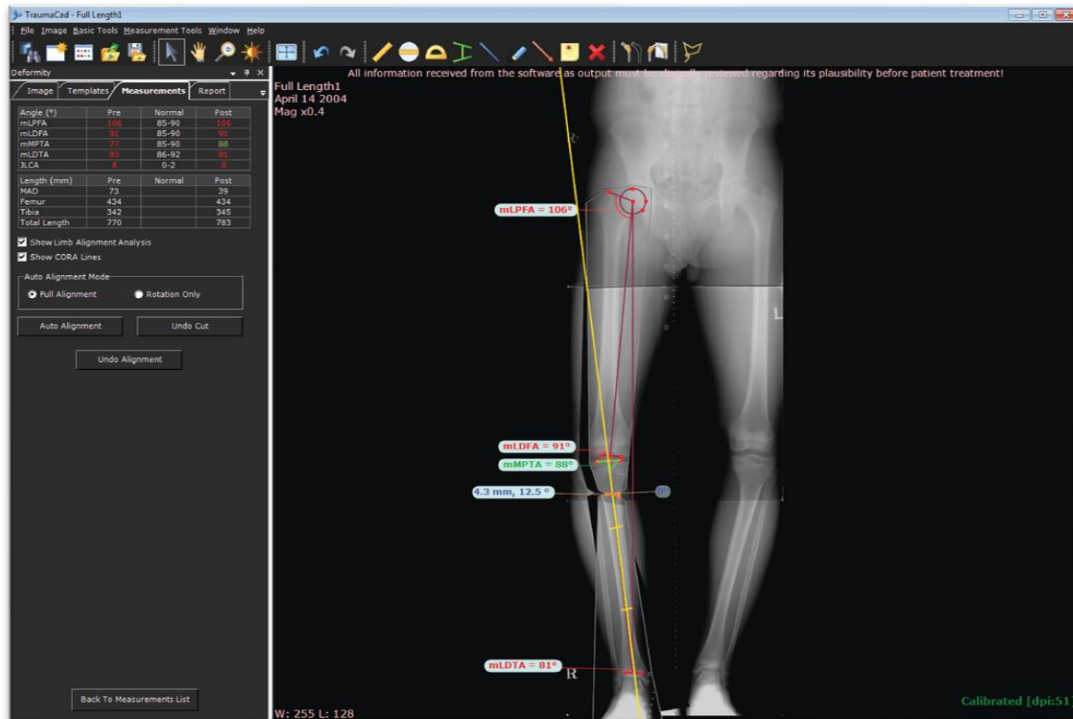 TraumaCad - Full Length1
File Image Basic Tools Measurement Tools Window Help
Deformity
Image Templates Measurements Report
Angle (°) Pre Normal Post
mLPFA 106 85-90 106
mLDFA 91 85-90 91
mMPTA 77 85-90 88
mLDTA 83 86-92 81
JLCA 8 0-2 8
Length (mm) Pre Normal Post
MAD 73 39
Femur 434 434
Tibia 342 345
Total Length 770 783
Show Limb Alignment Analysis
Show CORA Lines
Auto Alignment Mode
Full Alignment Rotation Only
Auto Alignment Undo Cut
Undo Alignment
Back To Measurements List
All information received from the software as output must be clinically reviewed regarding its plausibility before patient treatment!
Full Length1
April 14 2004
Mag x0.4
mLPFA = 106°
L
mLDFA = 91°
mMPTA = 88°
4.3 mm, 12.5 °
0°
mLDTA = 81°
R
W: 255 L: 128
Calibrated [dpi:51]